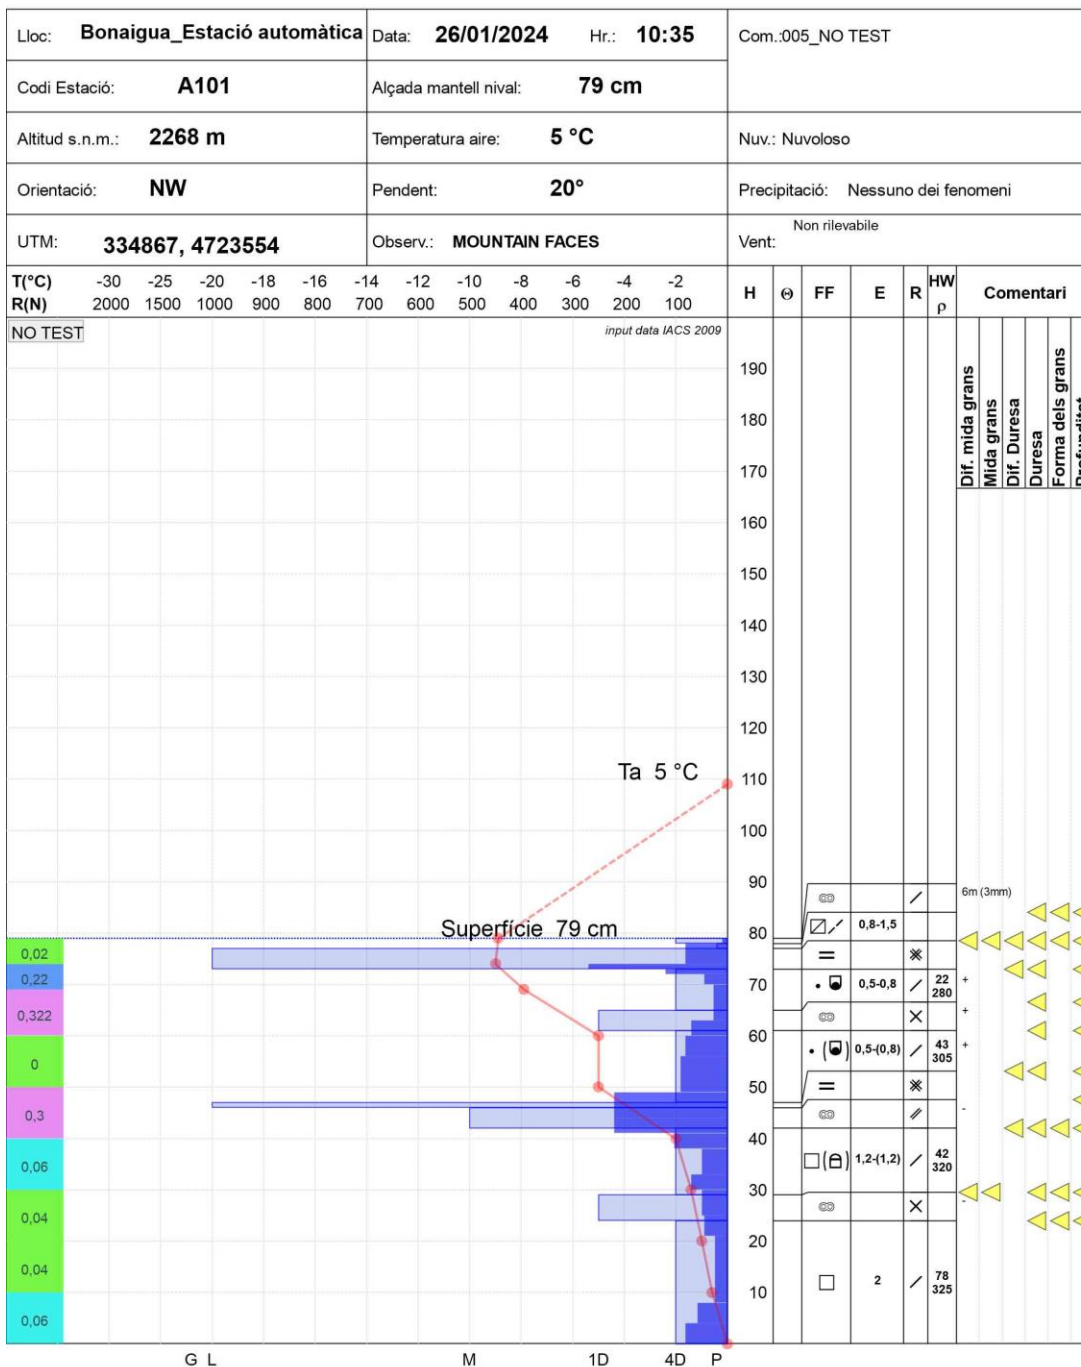 Lloc: Bonaigua_Estació automàtica Data: 26/01/2024 Hr.: 10:35 Com.:005_NO TEST
Codi Estació: A101 Alçada mantell nival: 79 cm
Altitud s.n.m.: 2268 m Temperatura aire: 5 °C Nuv.: Nuvoloso
Orientació: NW Pendent: 20° Precipitació: Nessuno dei fenomeni
UTM: 334867, 4723554 Observ.: MOUNTAIN FACES Vent: Non rilevabile
T(°C) -30 -25 -20 -18 -16 -14 -12 -10 -8 -6 -4 -2
R(N) 2000 1500 1000 900 800 700 600 500 400 300 200 100
H Θ FF E R HW ρ Comentari
NO TEST
input data IACS 2009
Dif. mida grans
Mida grans
Dif. Duresa
Duresa
Forma dels grans
190
180
170
160
150
140
130
120
Ta 5 °C
110
100
90
6m (3mm)
Superfície 79 cm
80
0,8-1,5
0,02
0,22
70
0,5-0,8
22
280
+
0,322
+
60
0
0,5-(0,8)
43
305
+
50
0,3
-
40
0,06
1,2-(1,2)
42
320
30
-
0,04
20
0,04
2
78
325
10
0,06
G L M 1D 4D P